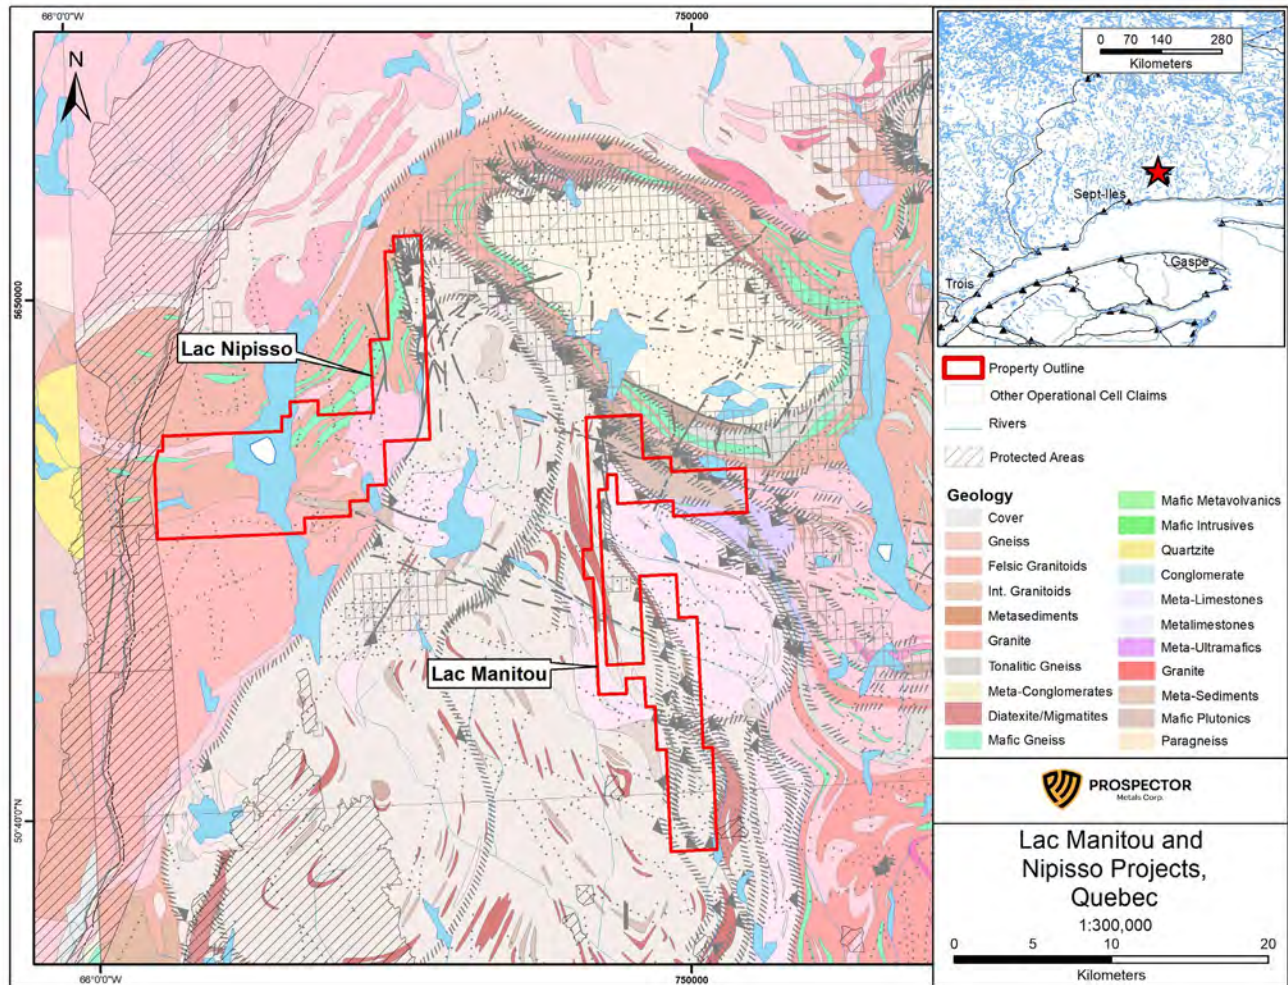 66°0'0"W
750000
N
5650000
50°40'"N
Lac Nipisso
Lac Manitou
66°0'0"W
750000
0 70 140 280
Kilometers
Sept-Iles
Gaspe
Trois
Property Outline
Other Operational Cell Claims
Rivers
Protected Areas
Geology
Cover
Gneiss
Felsic Granitoids
Int. Granitoids
Metasediments
Granite
Tonalitic Gneiss
Meta-Conglomerates
Diatexite/Migmatites
Mafic Gneiss
Mafic Metavolvanics
Mafic Intrusives
Quartzite
Conglomerate
Meta-Limestones
Metalimestones
Meta-Ultramafics
Granite
Meta-Sediments
Mafic Plutonics
Paragneiss
PROSPECTOR
Metals Corp.
Lac Manitou and
Nipisso Projects,
Quebec
1:300,000
0 5 10 20
Kilometers